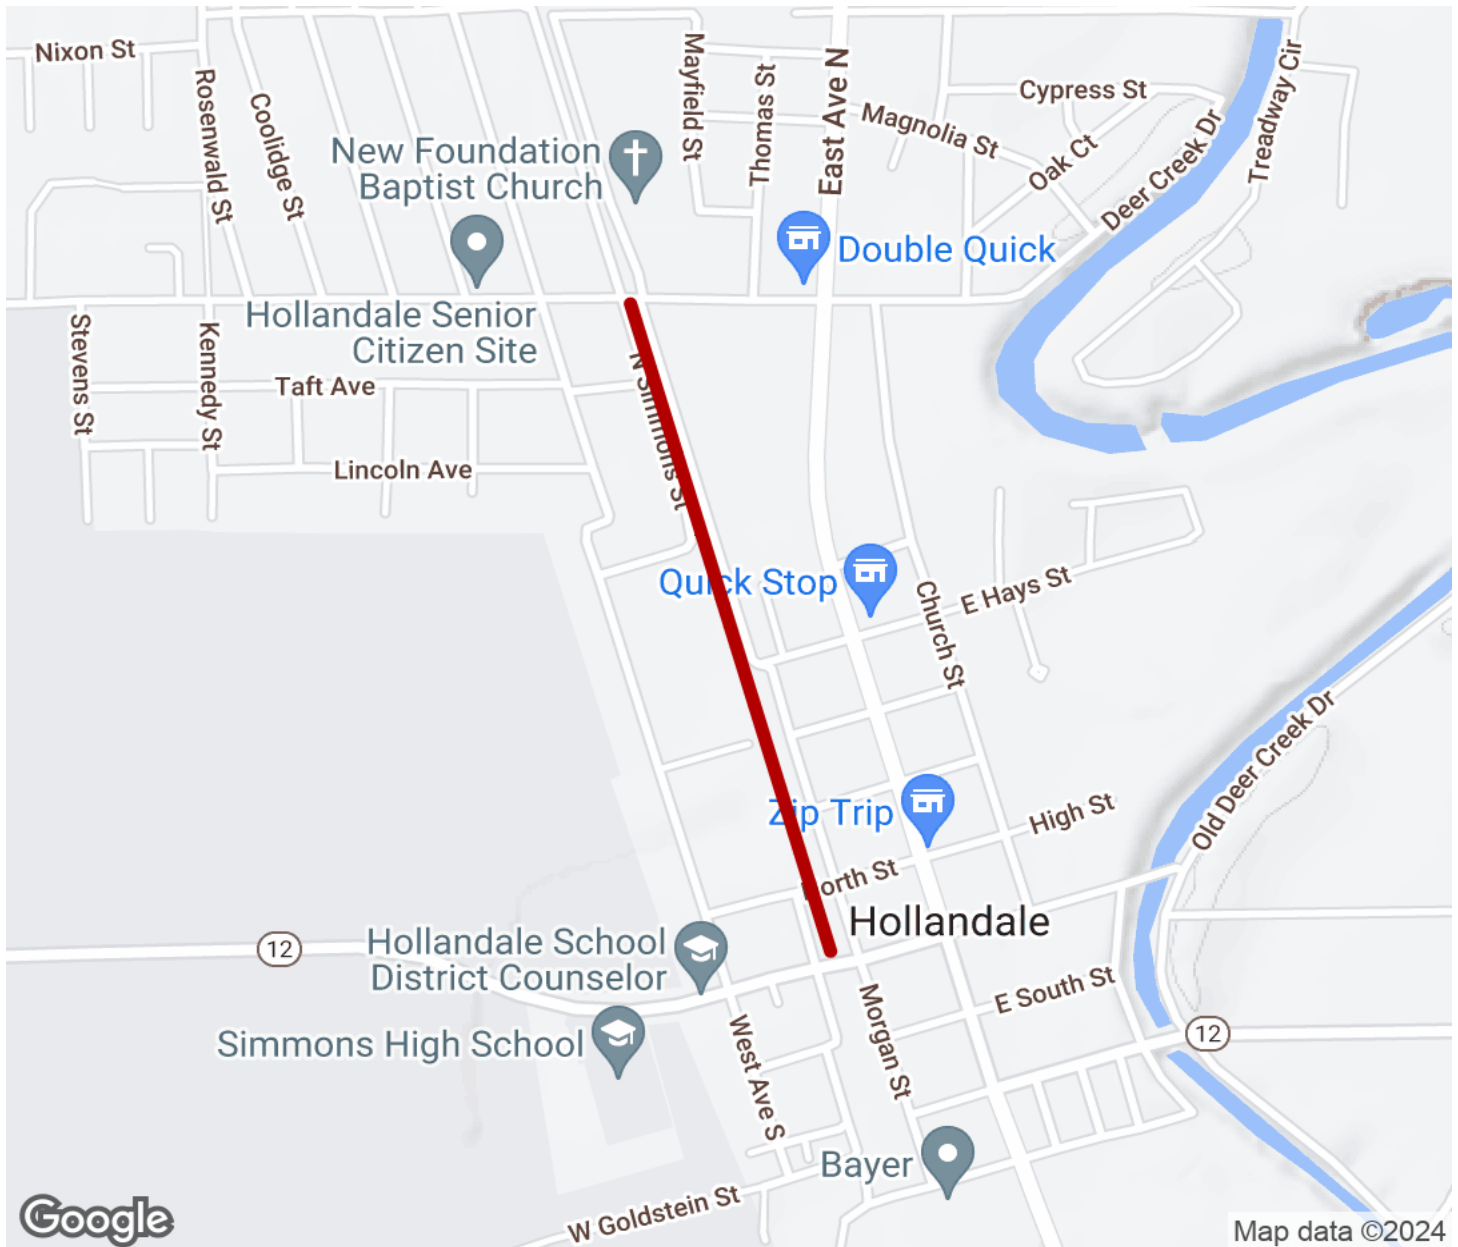 Nixon St
Rosenwald St
Coolidge St
Mayfield St
Thomas St
East Ave N
Cypress St
Magnolia St
Oak Ct
Deer Creek Dr
Treadway Cir
New Foundation
Baptist Church
Double Quick
Hollandale Senior
Citizen Site
Stevens St
Kennedy St
Taft Ave
N Simmons St
Lincoln Ave
Quick Stop
E Hays St
Church St
Old Deer Creek Dr
Zip Trip
High St
North St
Hollandale
12
Hollandale School
District Counselor
E South St
Simmons High School
West Ave S
Morgan St
12
Bayer
W Goldstein St
Google
Map data ©2024